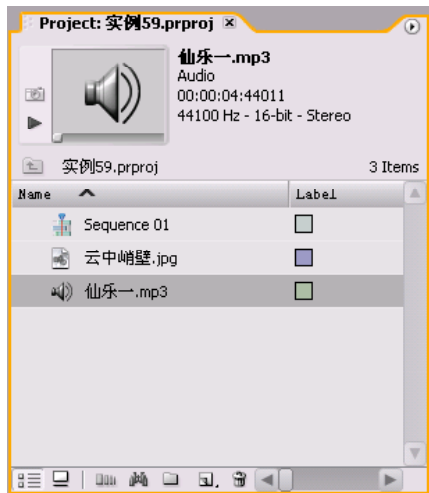 Project: 实例59.prproj
仙乐一.mp3
Audio
00:00:04:44011
44100 Hz - 16-bit - Stereo
实例59.prproj
3 Items
Name
Label
Sequence 01
云中峭壁.jpg
仙乐一.mp3